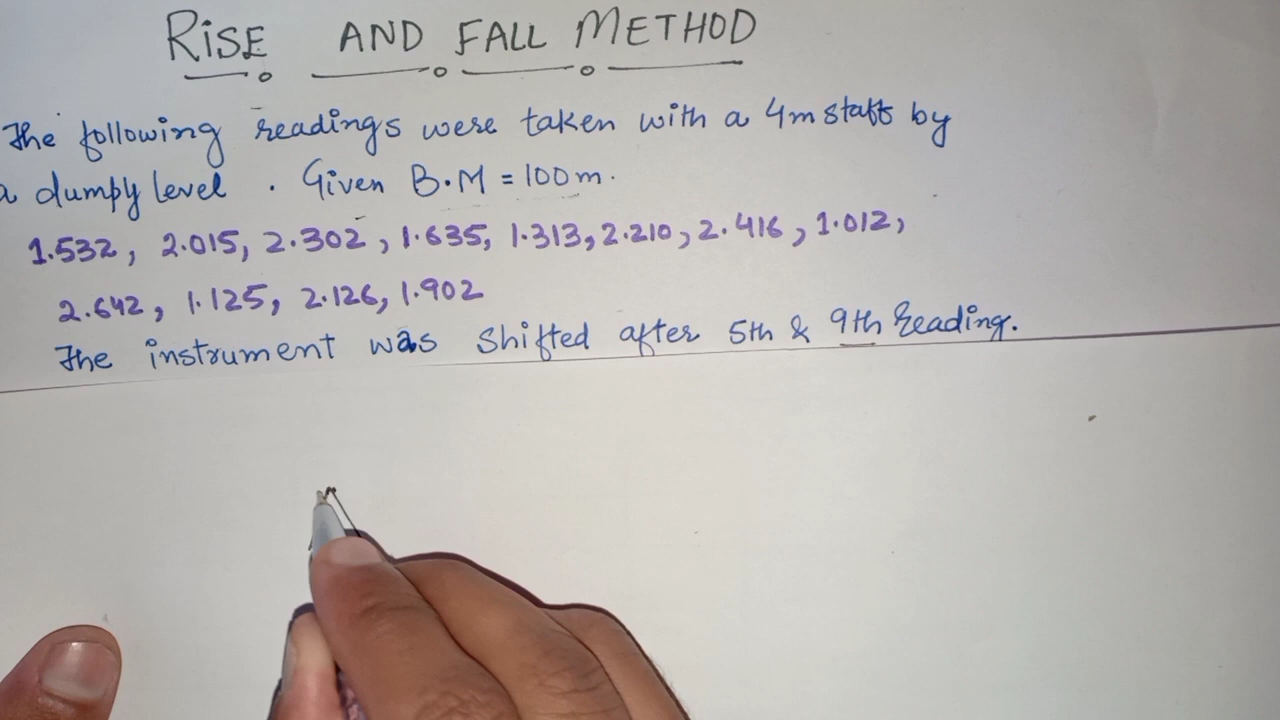 RiSE AND FALL METHOD
The following readings were taken with a 4m staff by
a dumpy level. Given B.M = 100m.
1.532, 2.015, 2.302, 1.635, 1.313, 2.210, 2.416, 1.012,
2.642, 1.125, 2.126, 1.902
The instrument was Shifted after 5th & 9th Reading.